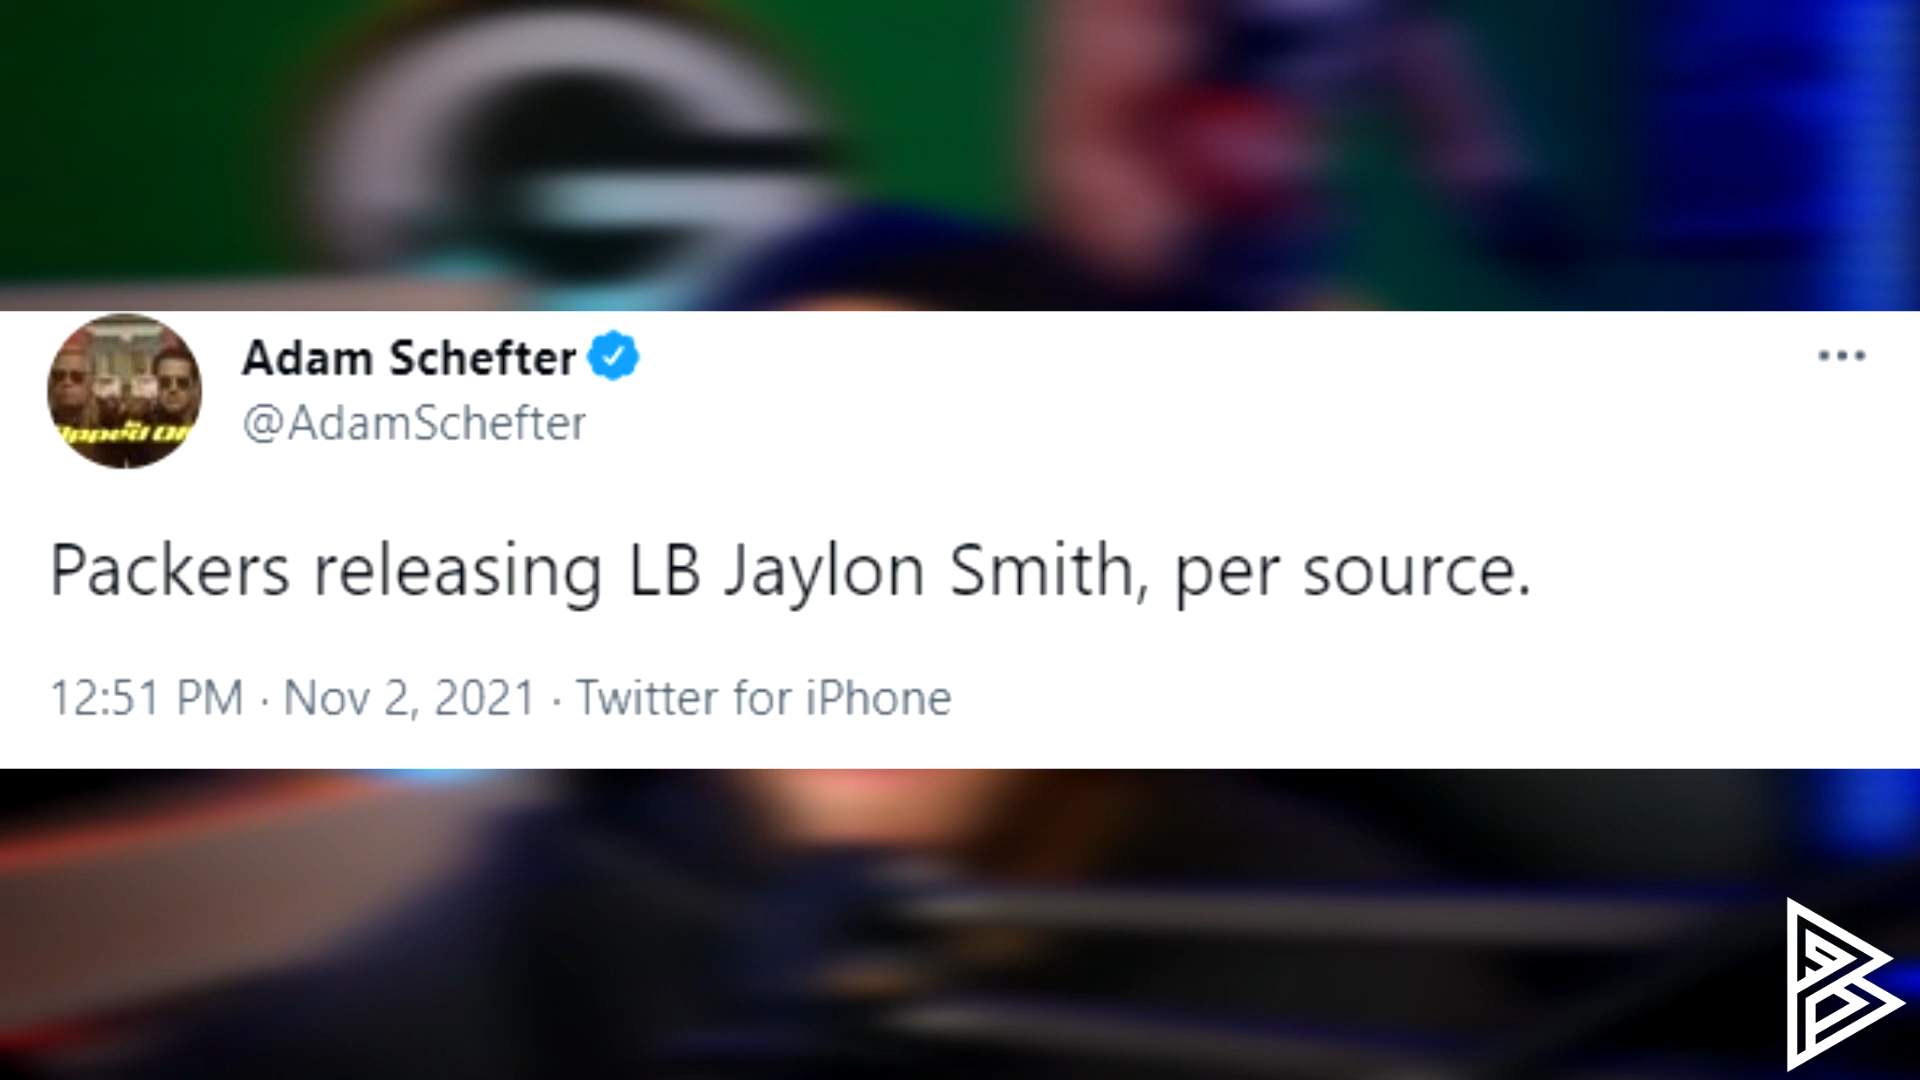 Adam Schefter
@AdamSchefter
Packers releasing LB Jaylon Smith, per source.
12:51 PM · Nov 2, 2021 · Twitter for iPhone